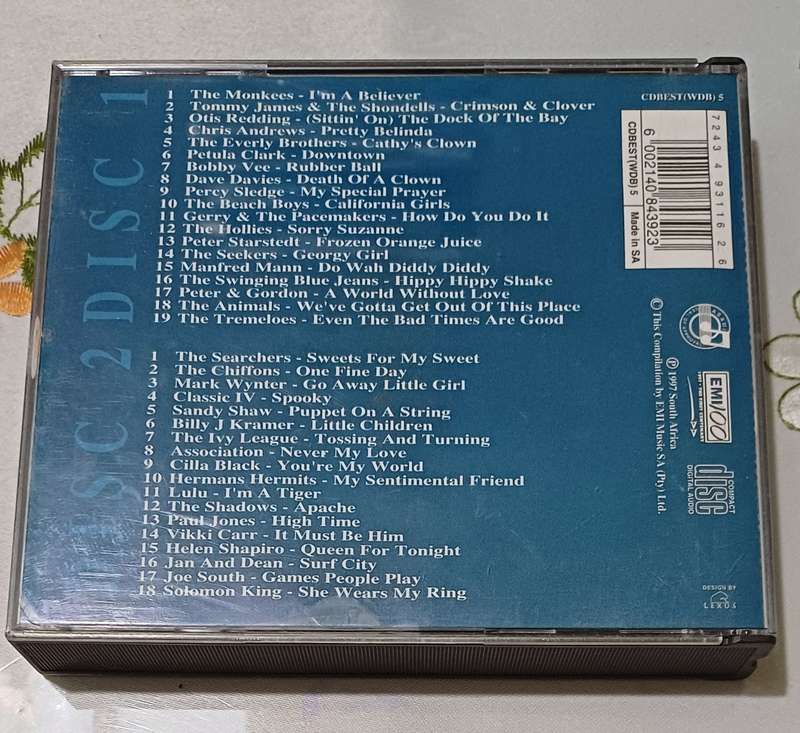 DISC 1
1 The Monkees - I'm A Believer
2 Tommy James & The Shondells - Crimson & Clover
3 Otis Redding - (Sittin' On) The Dock Of The Bay
4 Chris Andrews - Pretty Belinda
5 The Everly Brothers - Cathy's Clown
6 Petula Clark - Downtown
7 Bobby Vee - Rubber Ball
8 Dave Davies - Death Of A Clown
9 Percy Sledge - My Special Prayer
10 The Beach Boys - California Girls
11 Gerry & The Pacemakers - How Do You Do It
12 The Hollies - Sorry Suzanne
13 Peter Starstedt - Frozen Orange Juice
14 The Seekers - Georgy Girl
15 Manfred Mann - Do Wah Diddy Diddy
16 The Swinging Blue Jeans - Hippy Hippy Shake
17 Peter & Gordon - A World Without Love
18 The Animals - We've Gotta Get Out Of This Place
19 The Tremeloes - Even The Bad Times Are Good
DISC 2
1 The Searchers - Sweets For My Sweet
2 The Chiffons - One Fine Day
3 Mark Wynter - Go Away Little Girl
4 Classic IV - Spooky
5 Sandy Shaw - Puppet On A String
6 Billy J Kramer - Little Children
7 The Ivy League - Tossing And Turning
8 Association - Never My Love
9 Cilla Black - You're My World
10 Hermans Hermits - My Sentimental Friend
11 Lulu - I'm A Tiger
12 The Shadows - Apache
13 Paul Jones - High Time
14 Vikki Carr - It Must Be Him
15 Helen Shapiro - Queen For Tonight
16 Jan And Dean - Surf City
17 Joe South - Games People Play
18 Solomon King - She Wears My Ring
CDBEST(WDB) 5
7243 4 93116 2 6
6 002140 843923
CDBEST(WDB) 5
Made in SA
℗ 1997 South Africa
© This Compilation by EMI Music SA (Pty) Ltd.
EMI 100
COMPACT
disc
DIGITAL AUDIO
DESIGN BY
LEXUS